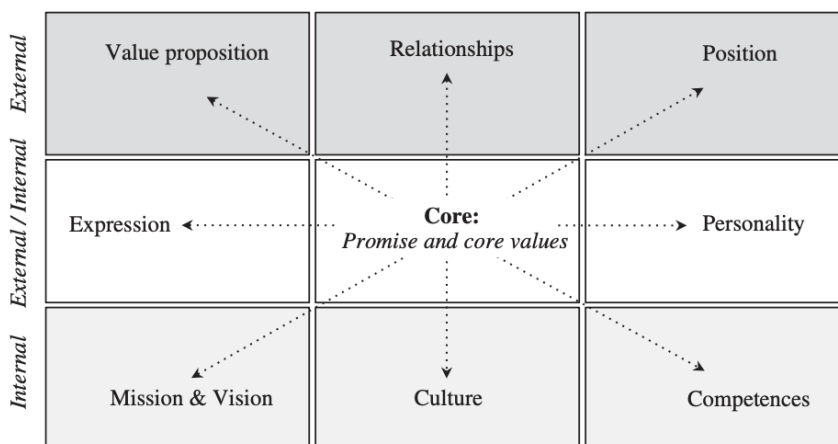 External
Value proposition
Relationships
Position
External / Internal
Expression
Core:
Promise and core values
Personality
Internal
Mission & Vision
Culture
Competences